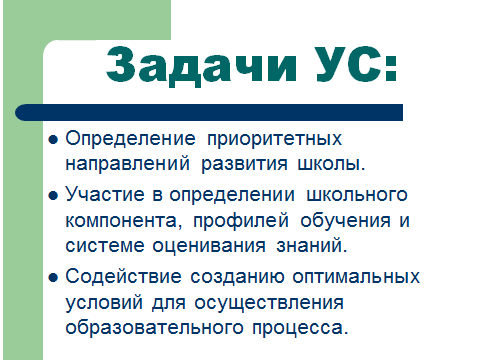 Задачи УС:
Определение приоритетных
направлений развития школы.
Участие в определении школьного
компонента, профилей обучения и
системе оценивания знаний.
Содействие созданию оптимальных
условий для осуществления
образовательного процесса.